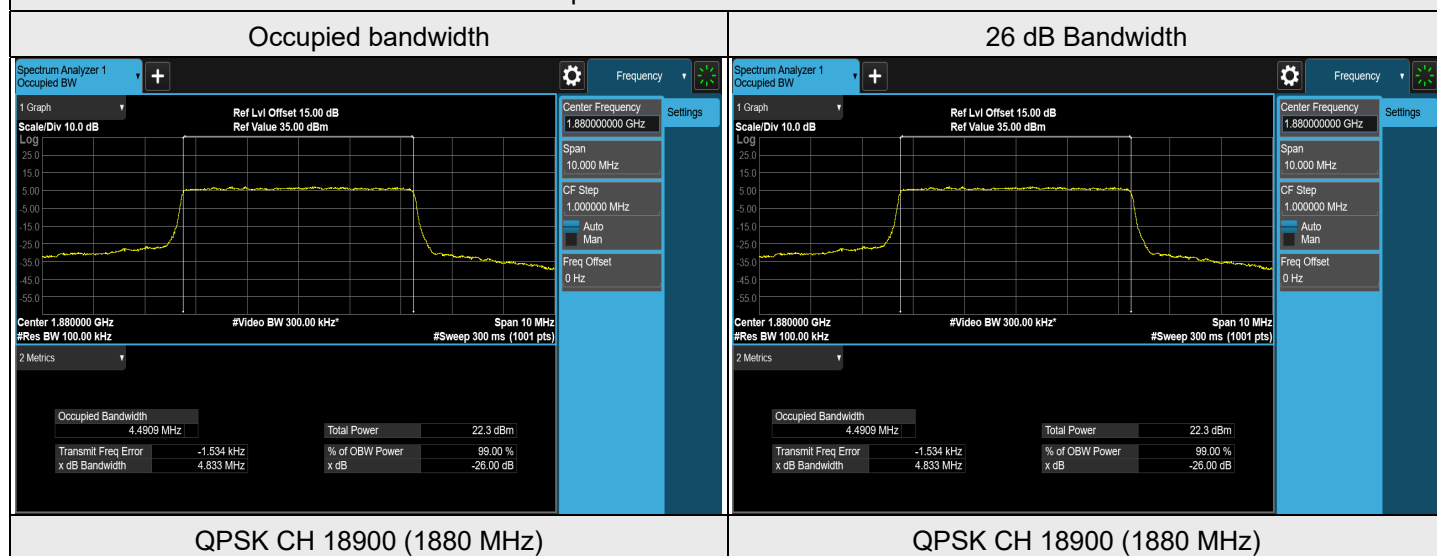 Occupied bandwidth
26 dB Bandwidth
Spectrum Analyzer 1
Occupied BW
+
Frequency
1 Graph
Scale/Div 10.0 dB
Ref Lvl Offset 15.00 dB
Ref Value 35.00 dBm
Log
25.0
15.0
5.00
-5.00
-15.0
-25.0
-35.0
-45.0
-55.0
Center 1.880000 GHz
#Res BW 100.00 kHz
#Video BW 300.00 kHz*
Span 10 MHz
#Sweep 300 ms (1001 pts)
Center Frequency
1.880000000 GHz
Settings
Span
10.000 MHz
CF Step
1.000000 MHz
Auto
Man
Freq Offset
0 Hz
2 Metrics
Occupied Bandwidth
4.4909 MHz
Total Power 22.3 dBm
Transmit Freq Error -1.534 kHz
% of OBW Power 99.00 %
x dB Bandwidth 4.833 MHz
x dB -26.00 dB
Spectrum Analyzer 1
Occupied BW
+
Frequency
1 Graph
Scale/Div 10.0 dB
Ref Lvl Offset 15.00 dB
Ref Value 35.00 dBm
Log
25.0
15.0
5.00
-5.00
-15.0
-25.0
-35.0
-45.0
-55.0
Center 1.880000 GHz
#Res BW 100.00 kHz
#Video BW 300.00 kHz*
Span 10 MHz
#Sweep 300 ms (1001 pts)
Center Frequency
1.880000000 GHz
Settings
Span
10.000 MHz
CF Step
1.000000 MHz
Auto
Man
Freq Offset
0 Hz
2 Metrics
Occupied Bandwidth
4.4909 MHz
Total Power 22.3 dBm
Transmit Freq Error -1.534 kHz
% of OBW Power 99.00 %
x dB Bandwidth 4.833 MHz
x dB -26.00 dB
QPSK CH 18900 (1880 MHz)
QPSK CH 18900 (1880 MHz)